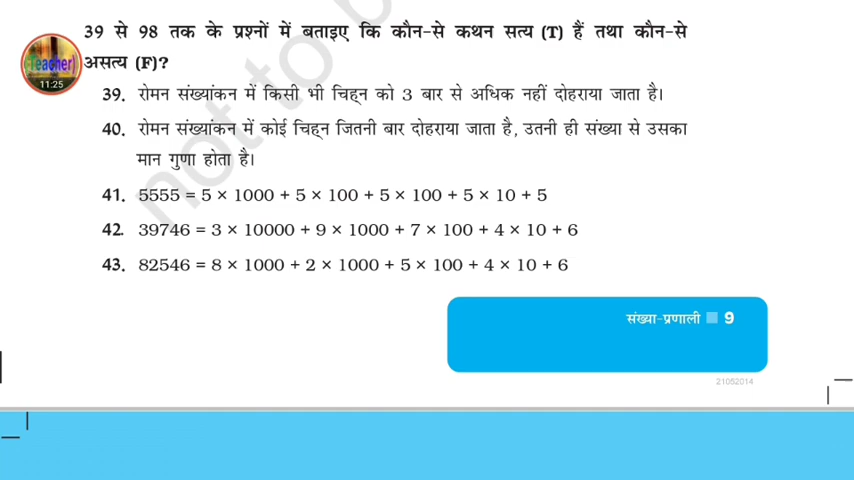 39 से 98 तक के प्रश्नों में बताइए कि कौन-से कथन सत्य (T) हैं तथा कौन-से
असत्य (F)?
Teacher
11:25
39. रोमन संख्यांकन में किसी भी चिह्न को 3 बार से अधिक नहीं दोहराया जाता है।
40. रोमन संख्यांकन में कोई चिह्न जितनी बार दोहराया जाता है, उतनी ही संख्या से उसका
मान गुणा होता है।
41. 5555 = 5 × 1000 + 5 × 100 + 5 × 100 + 5 × 10 + 5
42. 39746 = 3 × 10000 + 9 × 1000 + 7 × 100 + 4 × 10 + 6
43. 82546 = 8 × 1000 + 2 × 1000 + 5 × 100 + 4 × 10 + 6
not to b
संख्या-प्रणाली ■ 9
21052014